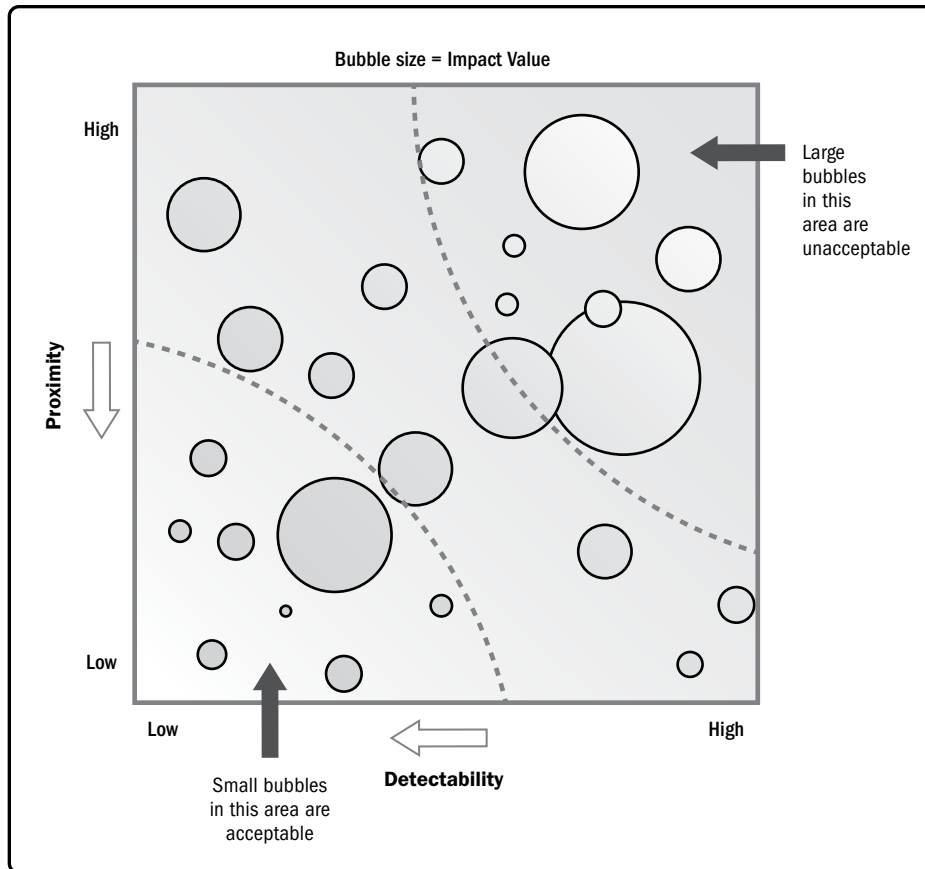 Bubble size = Impact Value
High
Large
bubbles
in this
area are
unacceptable
Proximity
Low
Low
High
Detectability
Small bubbles
in this area are
acceptable